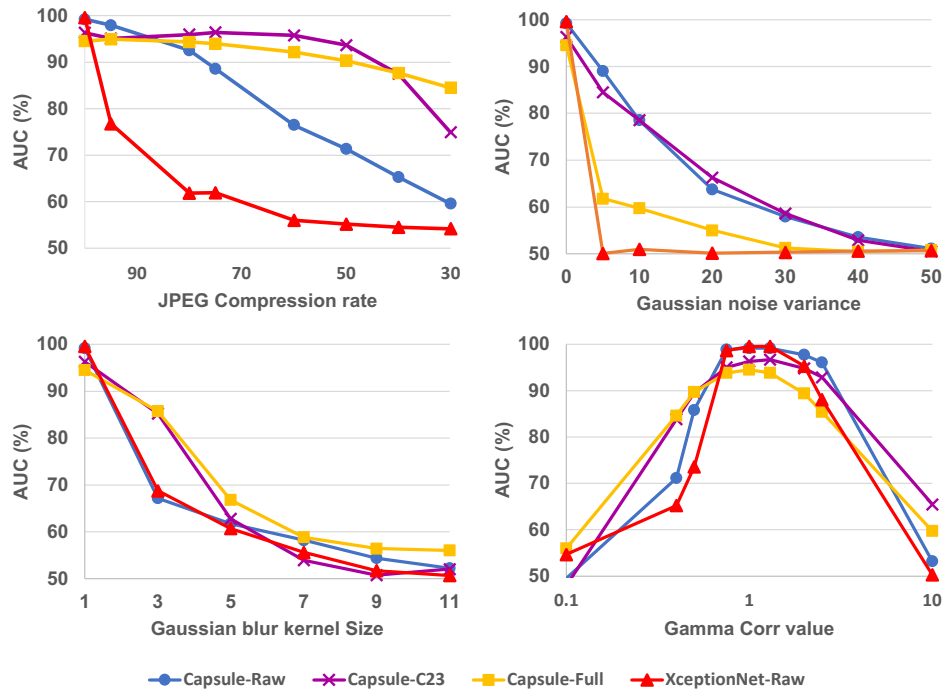 100
90
80
70
60
50
AUC (%)
90 70 50 30
JPEG Compression rate
100
90
80
70
60
50
AUC (%)
0 10 20 30 40 50
Gaussian noise variance
100
90
80
70
60
50
AUC (%)
1 3 5 7 9 11
Gaussian blur kernel Size
100
90
80
70
60
50
AUC (%)
0.1 1 10
Gamma Corr value
Capsule-Raw Capsule-C23 Capsule-Full XceptionNet-Raw